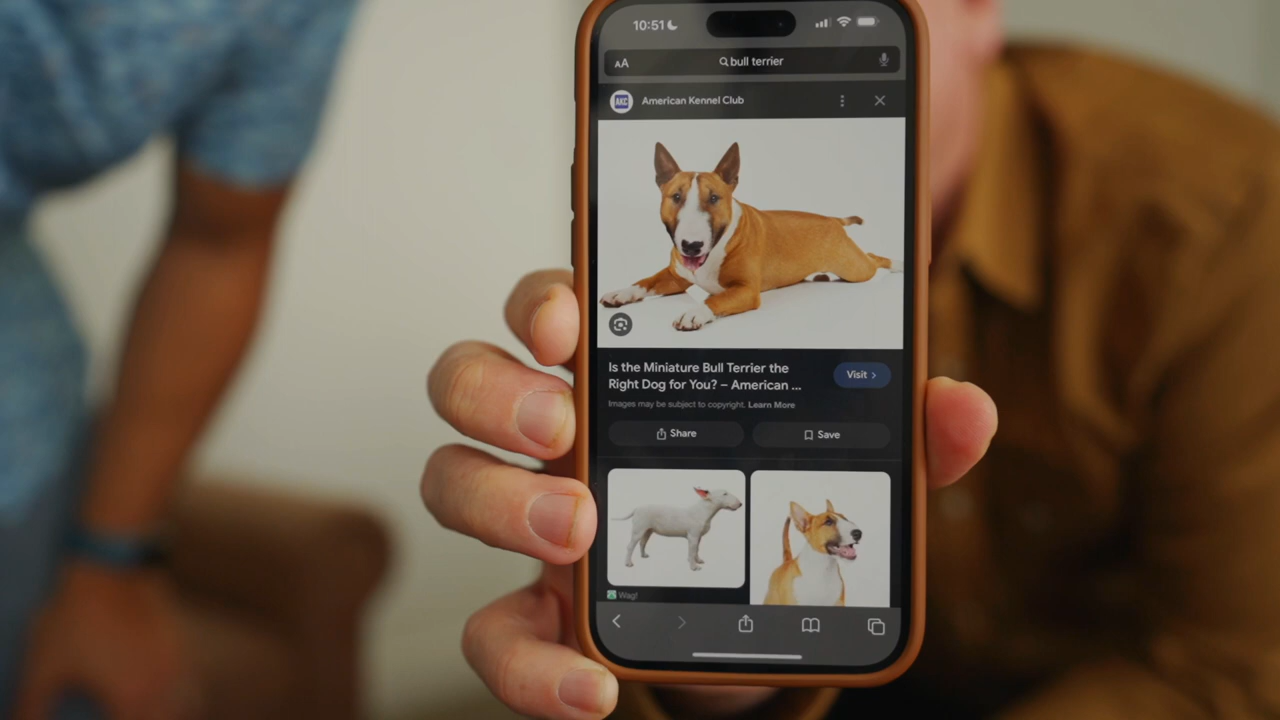 10:51
AA
bull terrier
AKC
American Kennel Club
Is the Miniature Bull Terrier the
Right Dog for You? – American ...
Visit >
Images may be subject to copyright. Learn More
Share
Save
Wag!